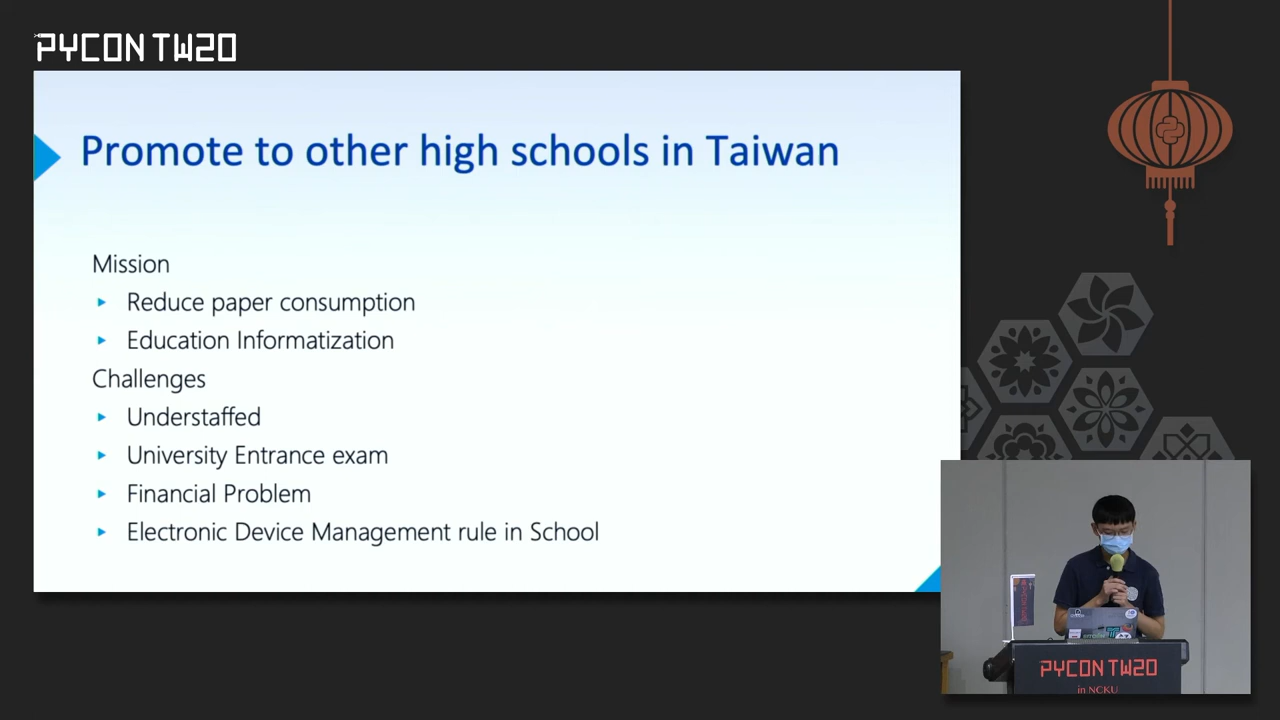 PYCON TW20
Promote to other high schools in Taiwan
Mission
Reduce paper consumption
Education Informatization
Challenges
Understaffed
University Entrance exam
Financial Problem
Electronic Device Management rule in School
PYCON TW20
in NCKU